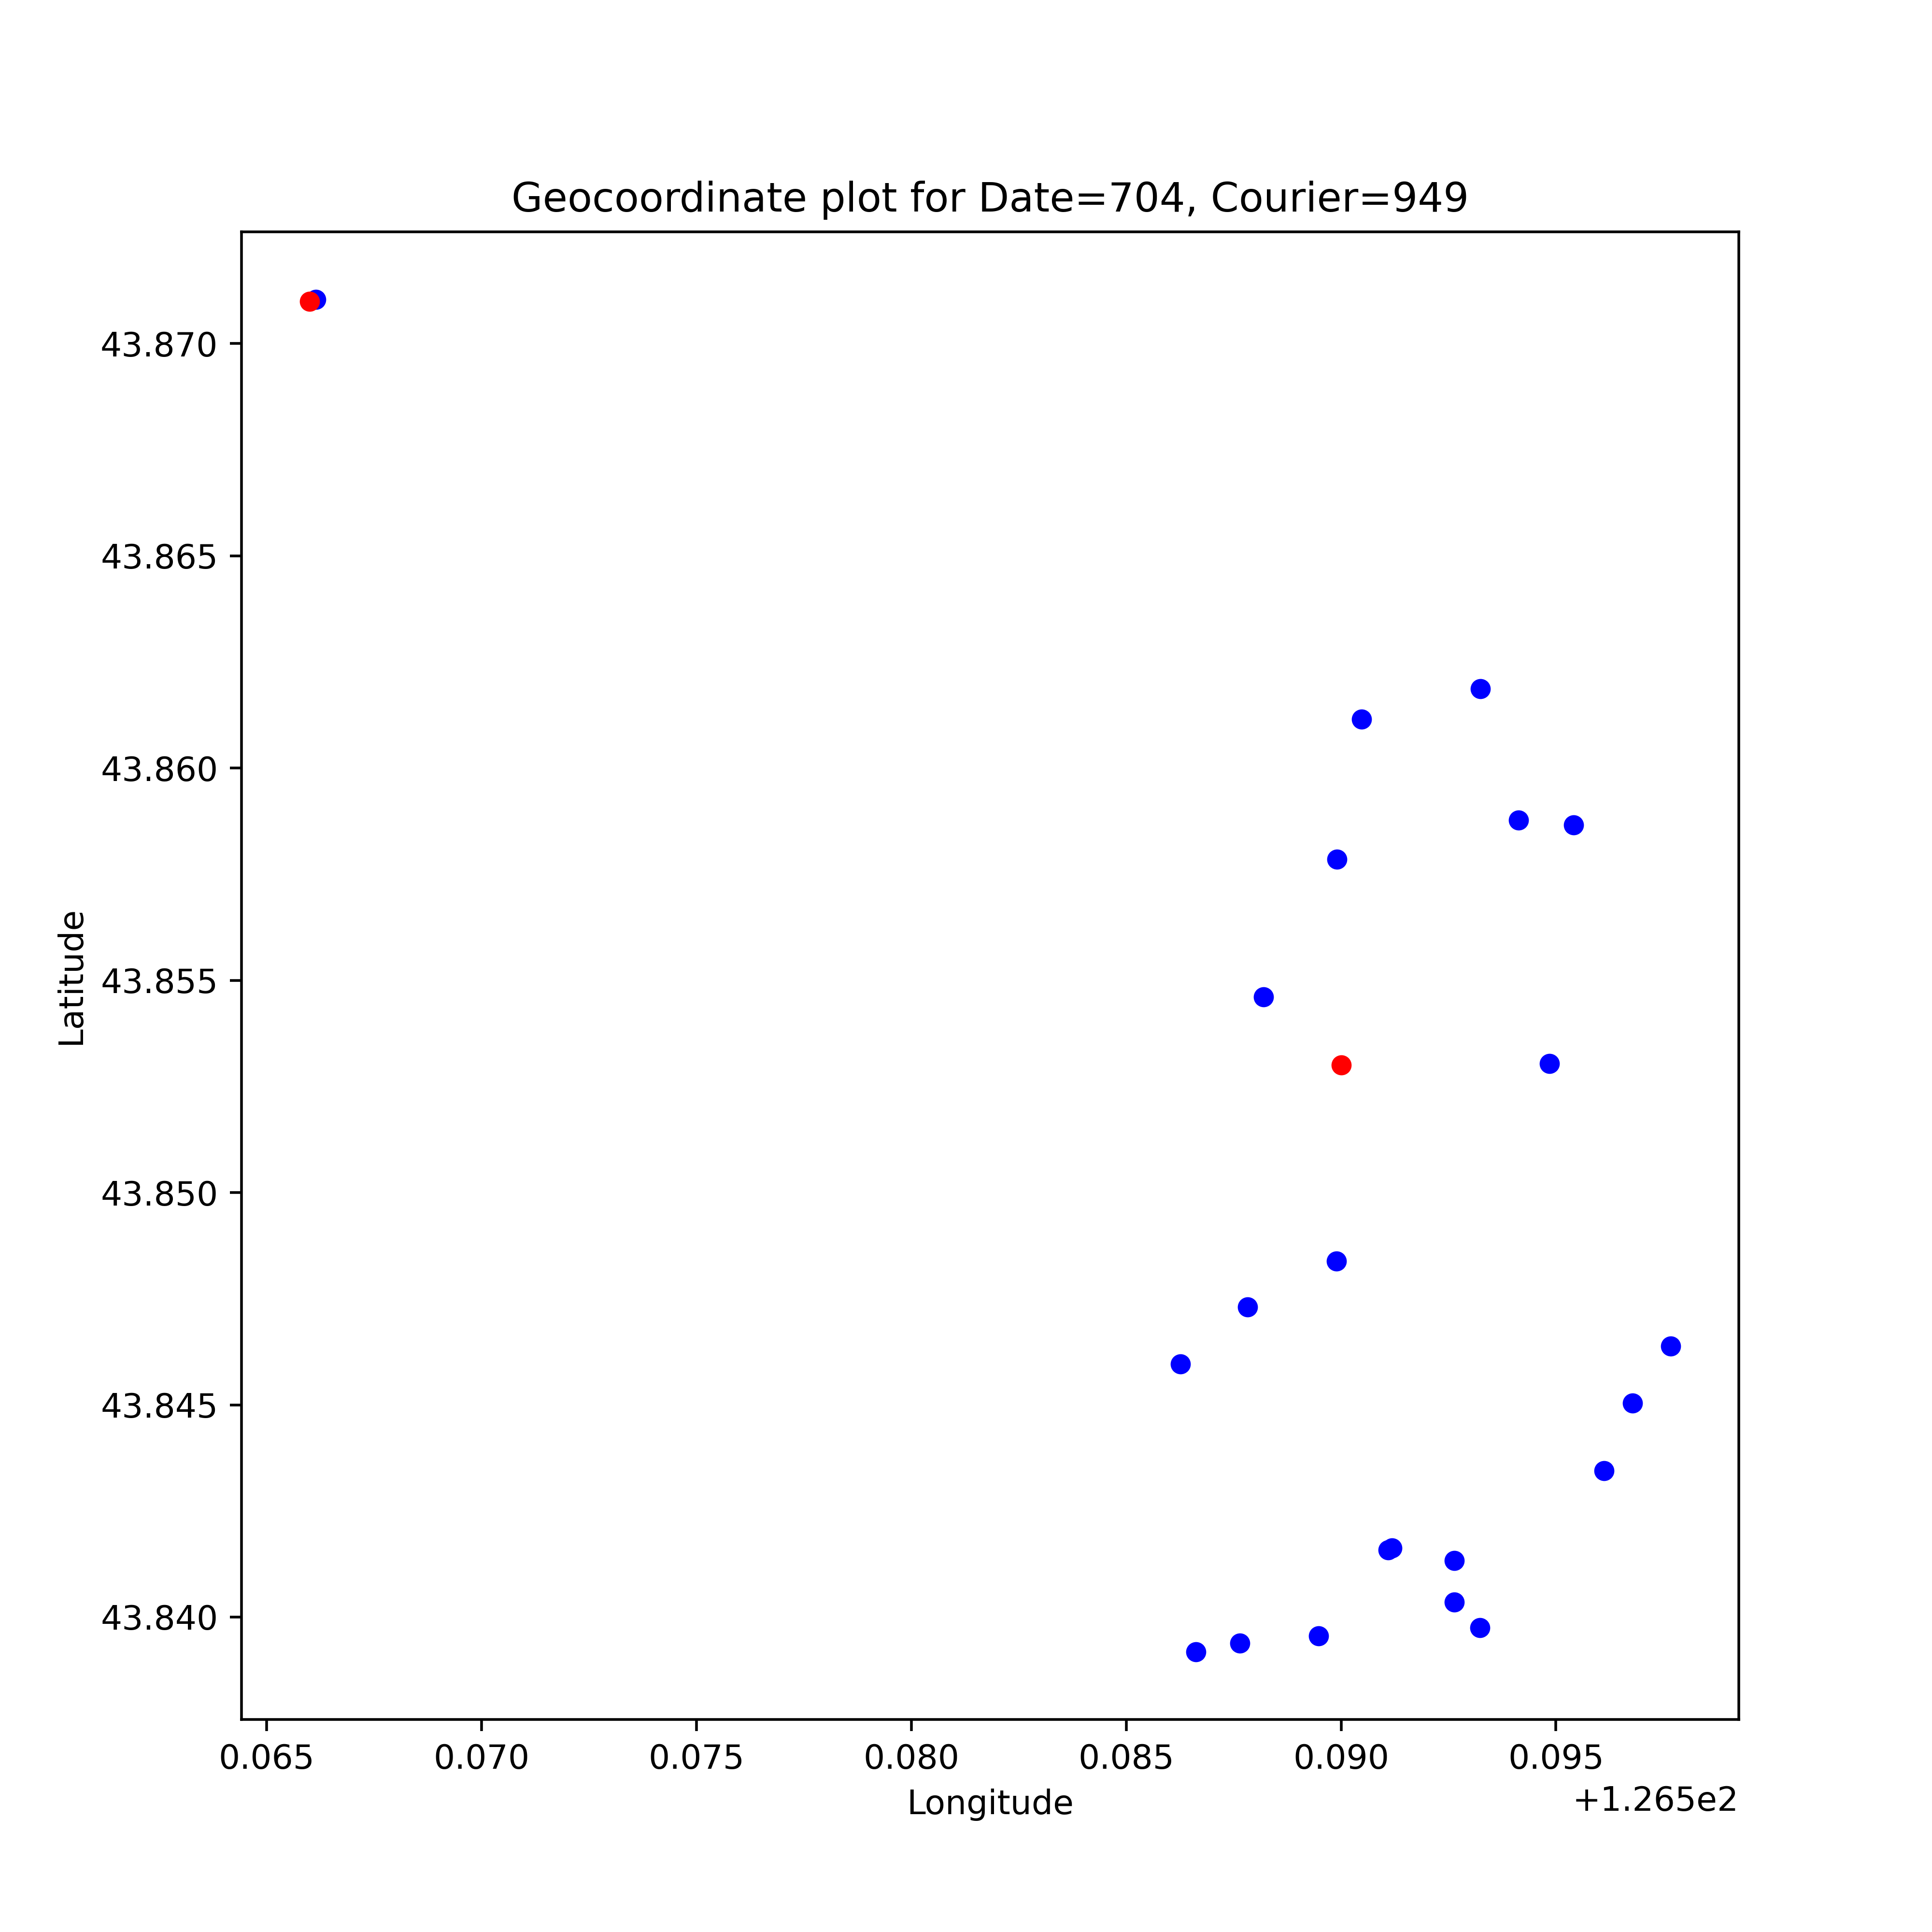 Geocoordinate plot for Date=704, Courier=949
43.870
43.865
43.860
43.855
43.850
43.845
43.840
Latitude
0.065 0.070 0.075 0.080 0.085 0.090 0.095
+1.265e2
Longitude